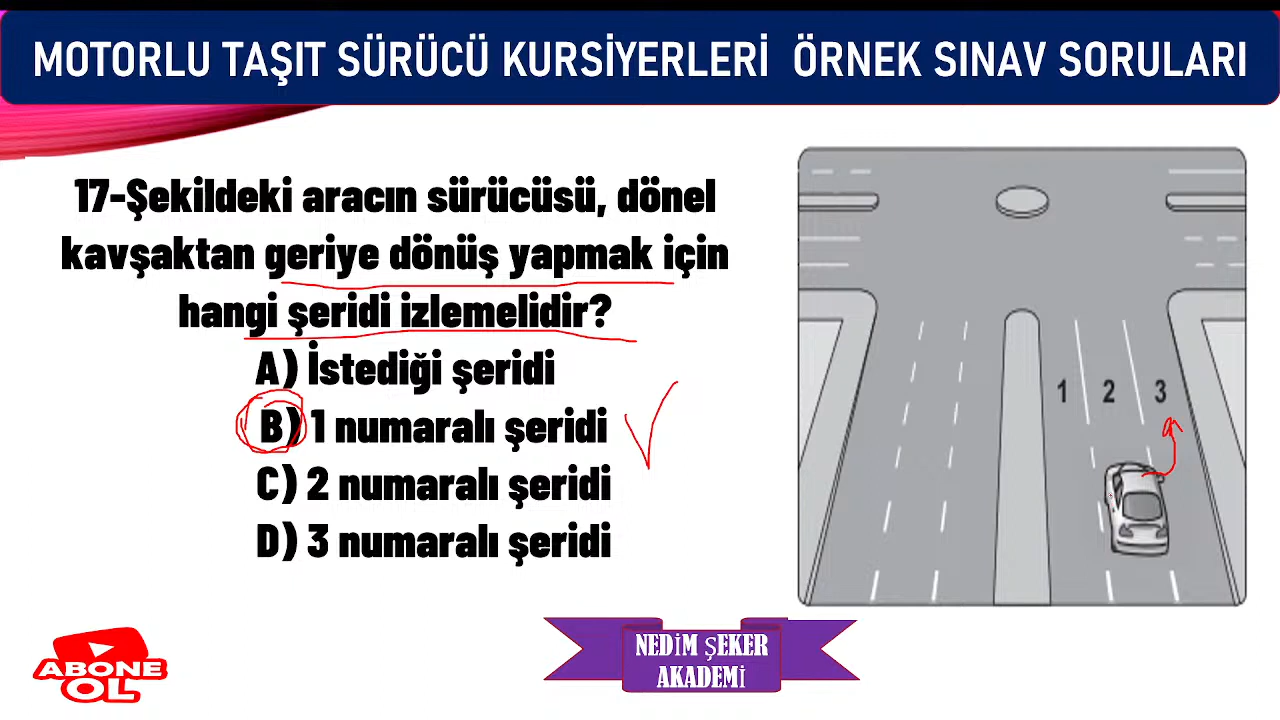 MOTORLU TAŞIT SÜRÜCÜ KURSİYERLERİ ÖRNEK SINAV SORULARI
17-Şekildeki aracın sürücüsü, dönel
kavşaktan geriye dönüş yapmak için
hangi şeridi izlemelidir?
A) İstediği şeridi
B) 1 numaralı şeridi
C) 2 numaralı şeridi
D) 3 numaralı şeridi
1 2 3
ABONE
OL
NEDİM ŞEKER
AKADEMİ